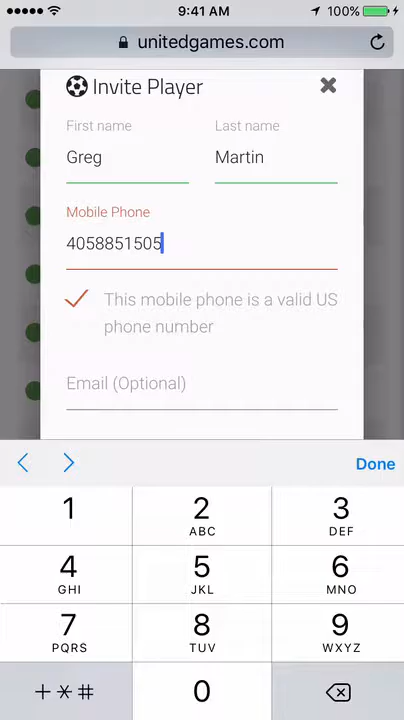 9:41 AM 100%
unitedgames.com
Invite Player
First name Last name
Greg Martin
Mobile Phone
4058851505
This mobile phone is a valid US
phone number
Email (Optional)
Done
1 2 3
ABC DEF
4 5 6
GHI JKL MNO
7 8 9
PQRS TUV WXYZ
+*# 0